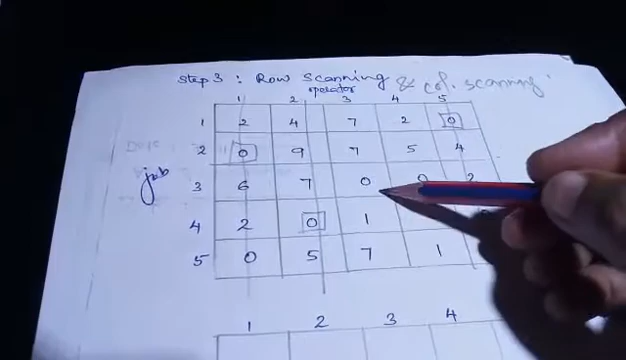 Step 3 : Row Scanning & col. scanning.
operator
1 2 3 4 5
1 2 4 7 2 0
2 0 9 7 5 4
job
3 6 7 0 0 2
4 2 0 1
5 0 5 7 1
1 2 3 4